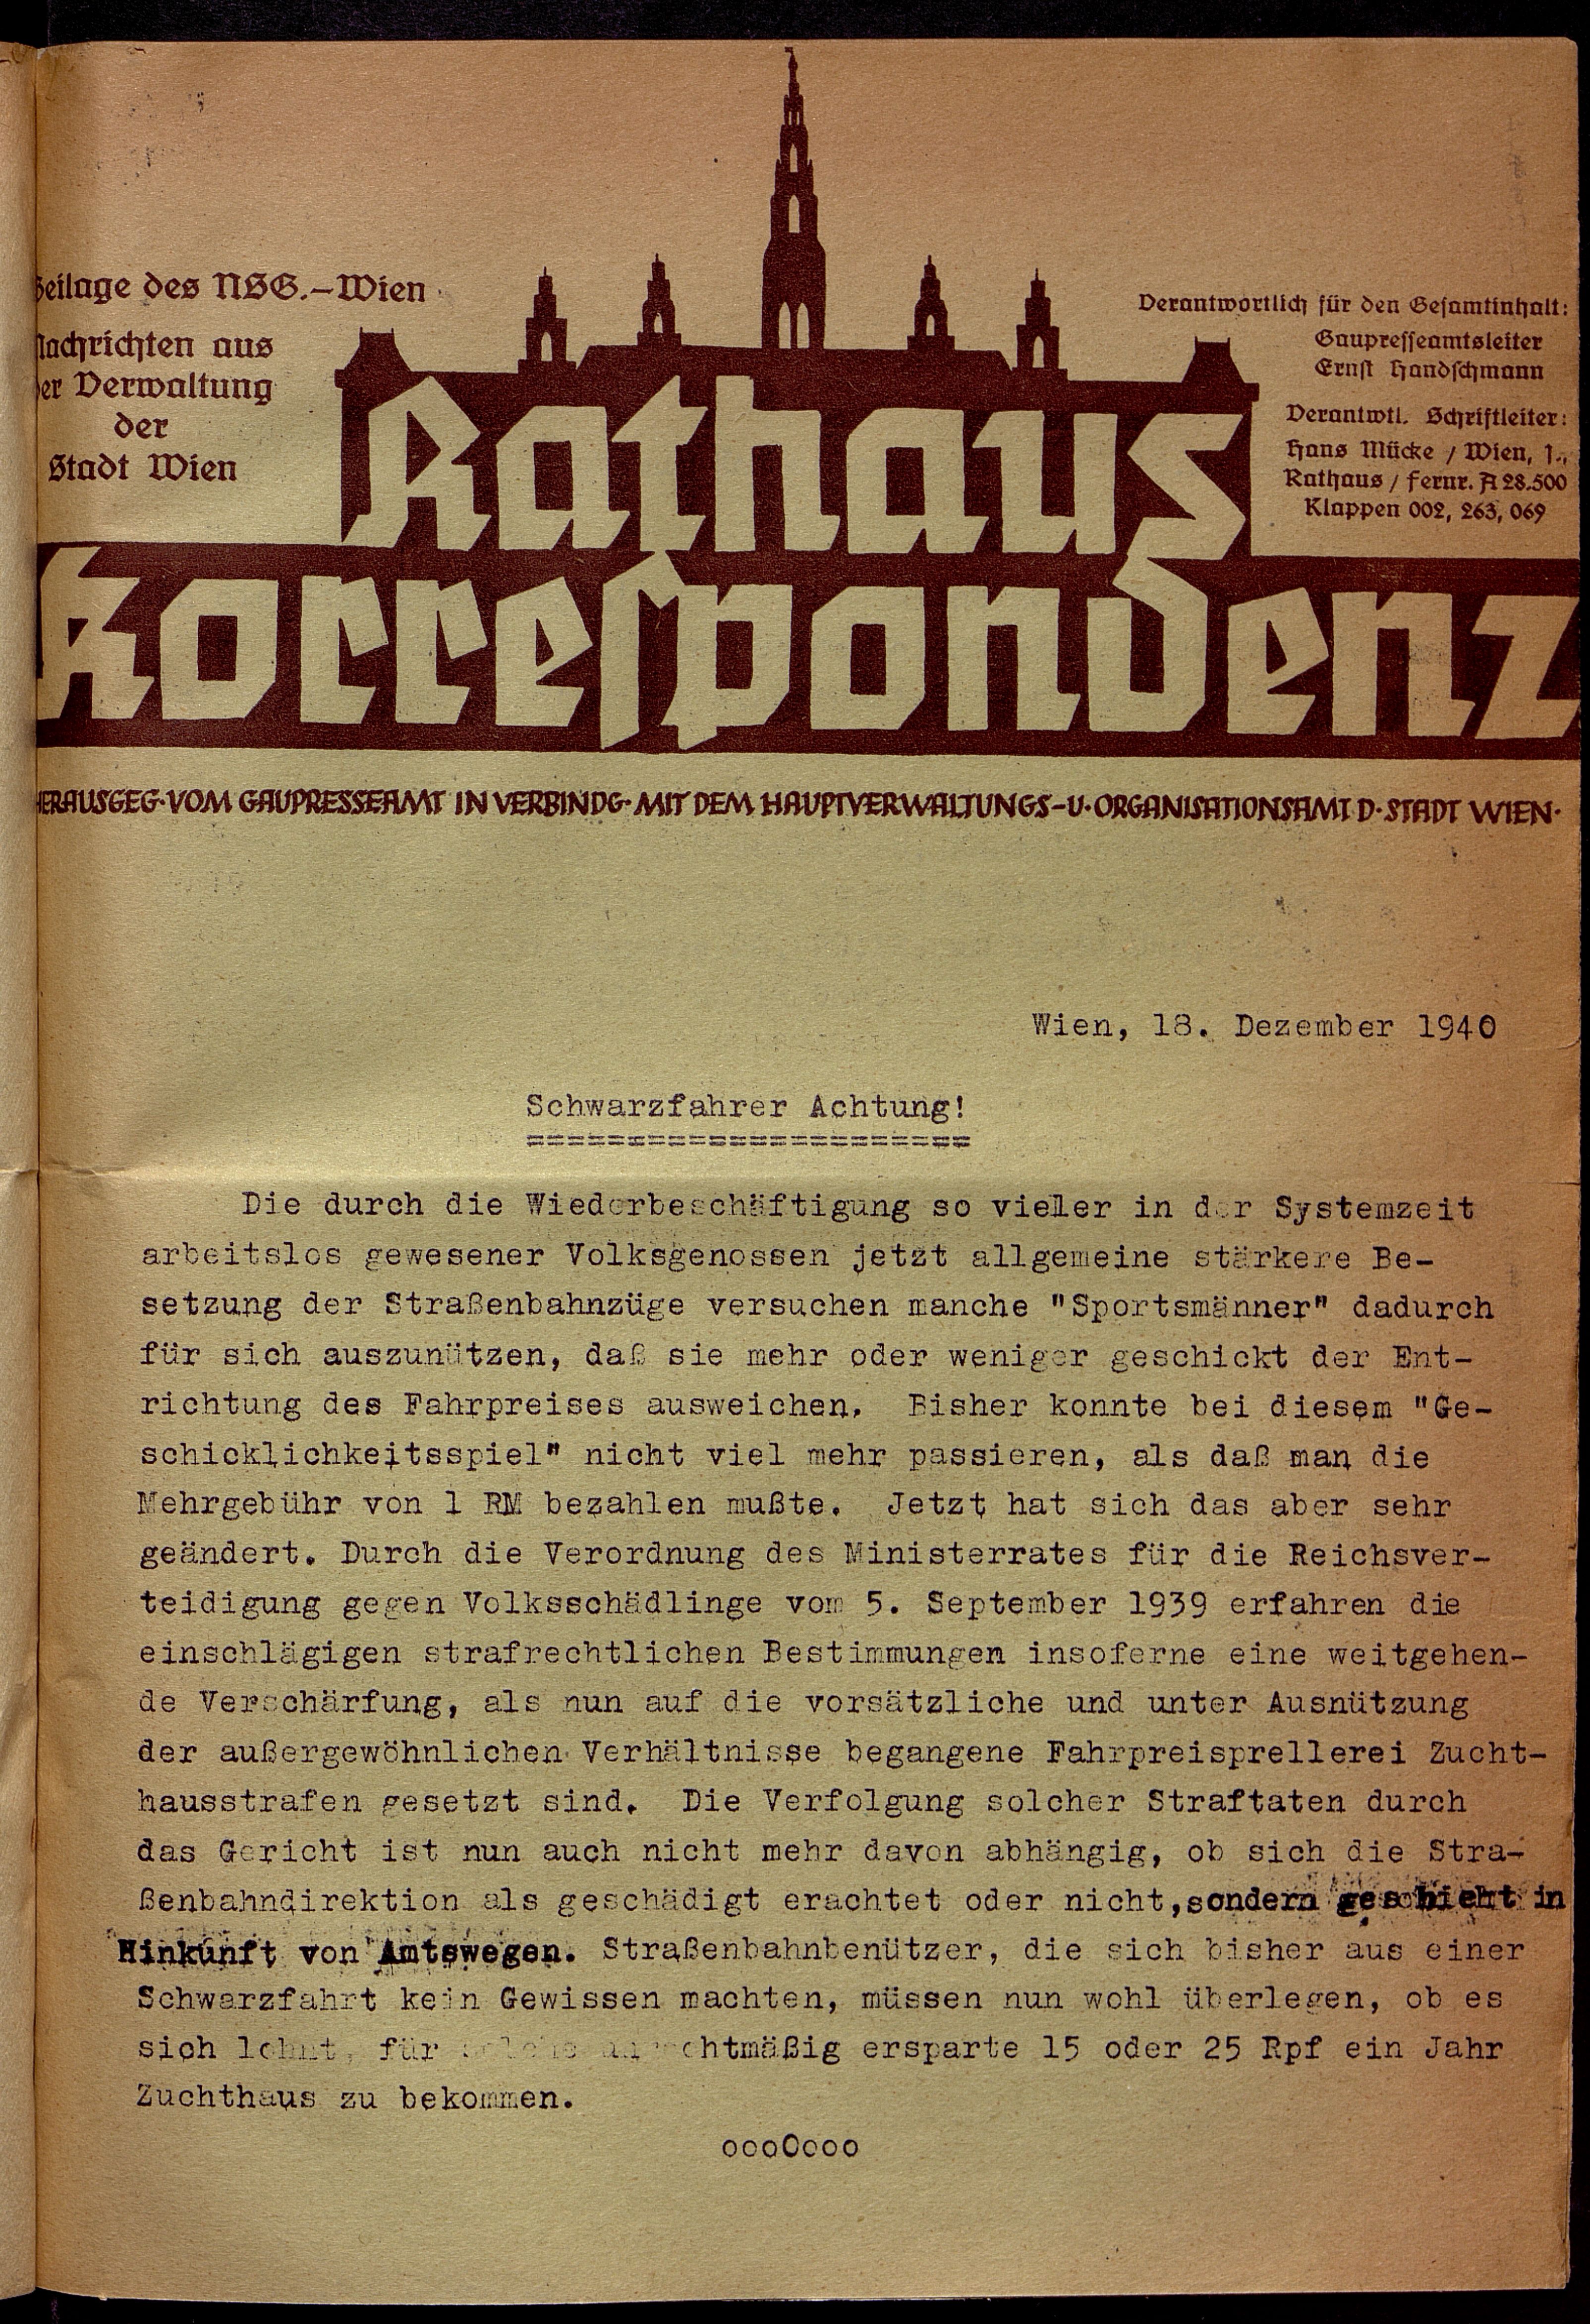 Beilage des NSG.-Wien
Nachrichten aus
der Verwaltung
der
Stadt Wien
Verantwortlich für den Gesamtinhalt:
Gaupresseamtsleiter
Ernst Handschmann
Verantwtl. Schriftleiter:
Hans Mücke / Wien, 1.,
Rathaus / Fernr. A 28.500
Klappen 002, 263, 069
Rathaus
Korrespondenz
HERAUSGEG·VOM GAUPRESSEAMT IN VERBINDG·MIT DEM HAUPTVERWALTUNGS-U·ORGANISATIONSAMT D·STADT WIEN·
Wien, 18. Dezember 1940
Schwarzfahrer Achtung!
======================
Die durch die Wiederbeschäftigung so vieler in der Systemzeit
arbeitslos gewesener Volksgenossen jetzt allgemeine stärkere Be-
setzung der Straßenbahnzüge versuchen manche "Sportsmänner" dadurch
für sich auszunützen, daß sie mehr oder weniger geschickt der Ent-
richtung des Fahrpreises ausweichen. Bisher konnte bei diesem "Ge-
schicklichkeitsspiel" nicht viel mehr passieren, als daß man die
Mehrgebühr von 1 RM bezahlen mußte. Jetzt hat sich das aber sehr
geändert. Durch die Verordnung des Ministerrates für die Reichsver-
teidigung gegen Volksschädlinge vom 5. September 1939 erfahren die
einschlägigen strafrechtlichen Bestimmungen insoferne eine weitgehen-
de Verschärfung, als nun auf die vorsätzliche und unter Ausnützung
der außergewöhnlichen Verhältnisse begangene Fahrpreisprellerei Zucht-
hausstrafen gesetzt sind. Die Verfolgung solcher Straftaten durch
das Gericht ist nun auch nicht mehr davon abhängig, ob sich die Stra-
ßenbahndirektion als geschädigt erachtet oder nicht, sondern geschieht in
Hinkunft von Amtswegen. Straßenbahnbenützer, die sich bisher aus einer
Schwarzfahrt kein Gewissen machten, müssen nun wohl überlegen, ob es
sich lohnt, für solche unrechtmäßig ersparte 15 oder 25 Rpf ein Jahr
Zuchthaus zu bekommen.
oooOooo